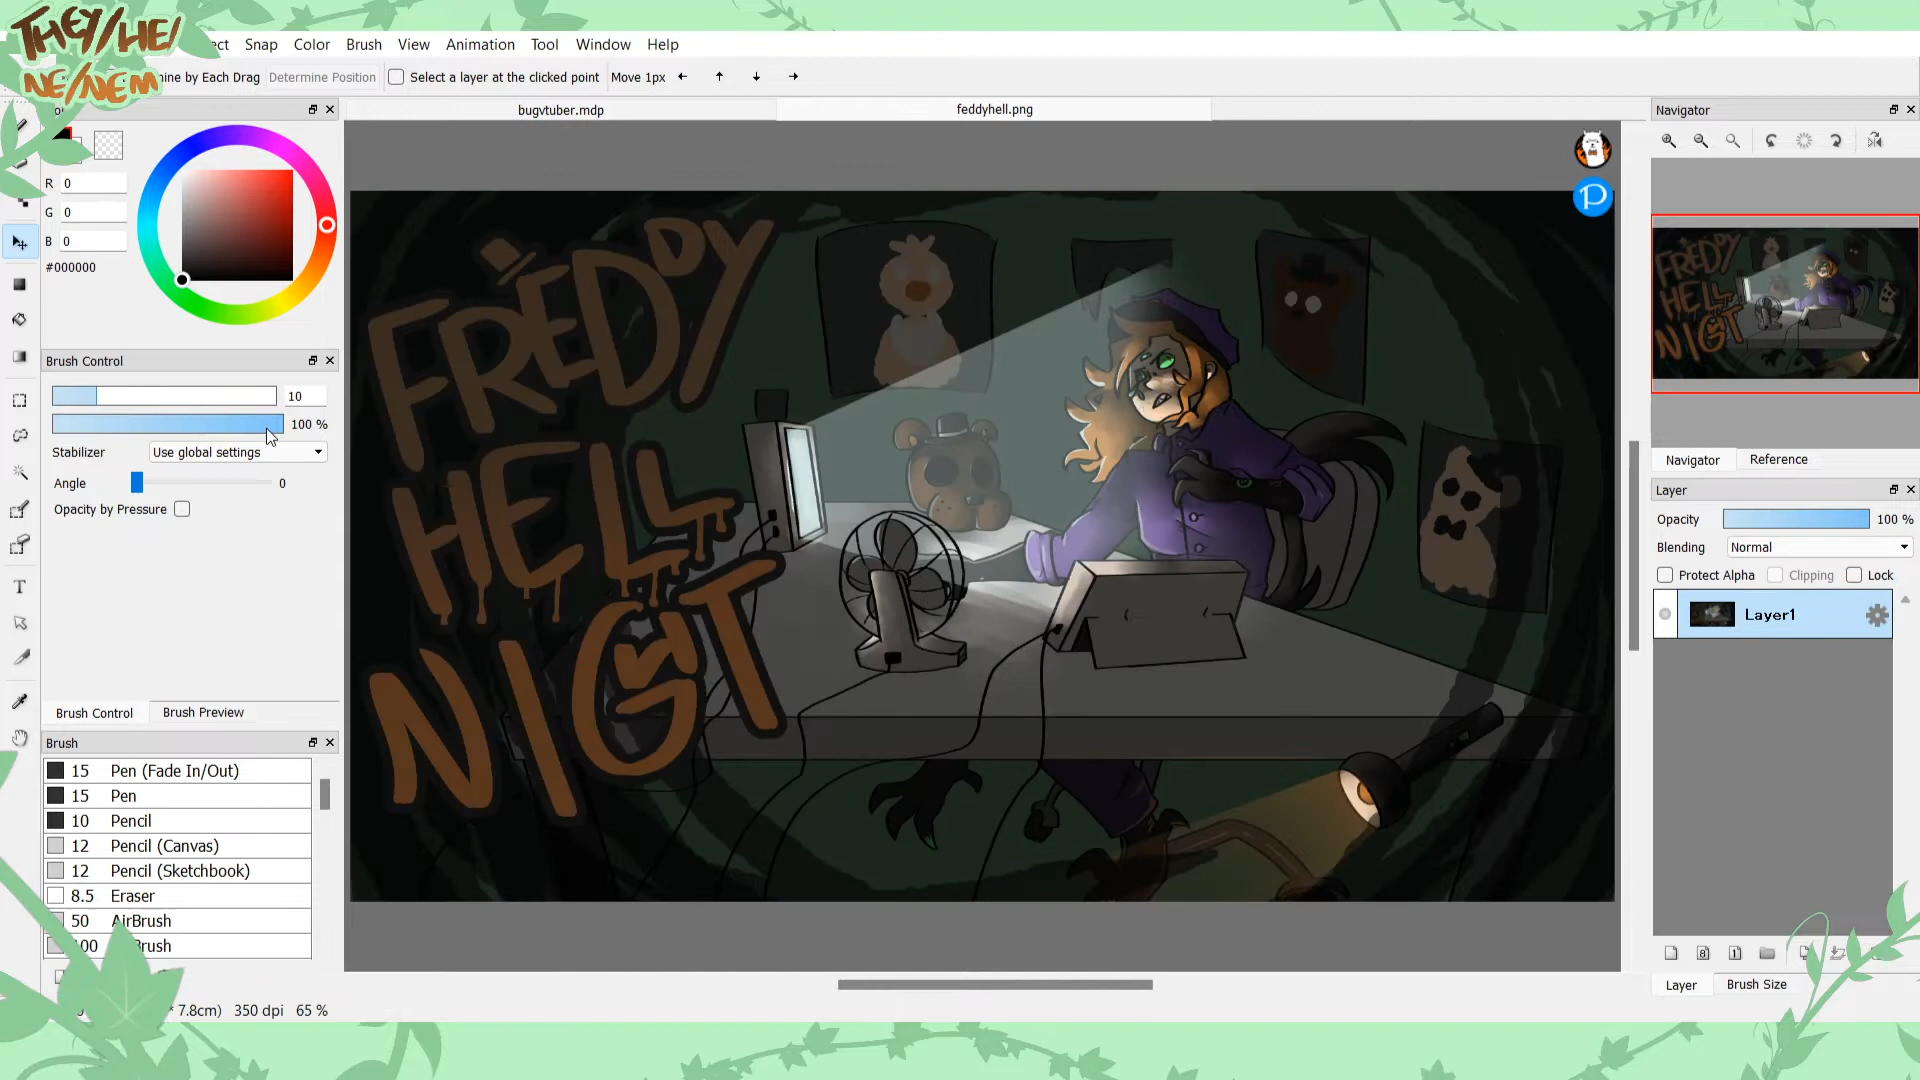 THEY/HE/
NE/NEM
Snap Color Brush View Animation Tool Window Help
ine by Each Drag Determine Position Select a layer at the clicked point Move 1px
bugvtuber.mdp feddyhell.png
Navigator
R 0
G 0
B 0
#000000
FREDDY
HELL
NIGT
Brush Control
10
100 %
Stabilizer Use global settings
Angle 0
Opacity by Pressure
Brush Control Brush Preview
Brush
15 Pen (Fade In/Out)
15 Pen
10 Pencil
12 Pencil (Canvas)
12 Pencil (Sketchbook)
8.5 Eraser
50 AirBrush
100 Brush
* 7.8cm) 350 dpi 65 %
P
Navigator Reference
Layer
Opacity 100 %
Blending Normal
Protect Alpha Clipping Lock
Layer1
8 1
Layer Brush Size